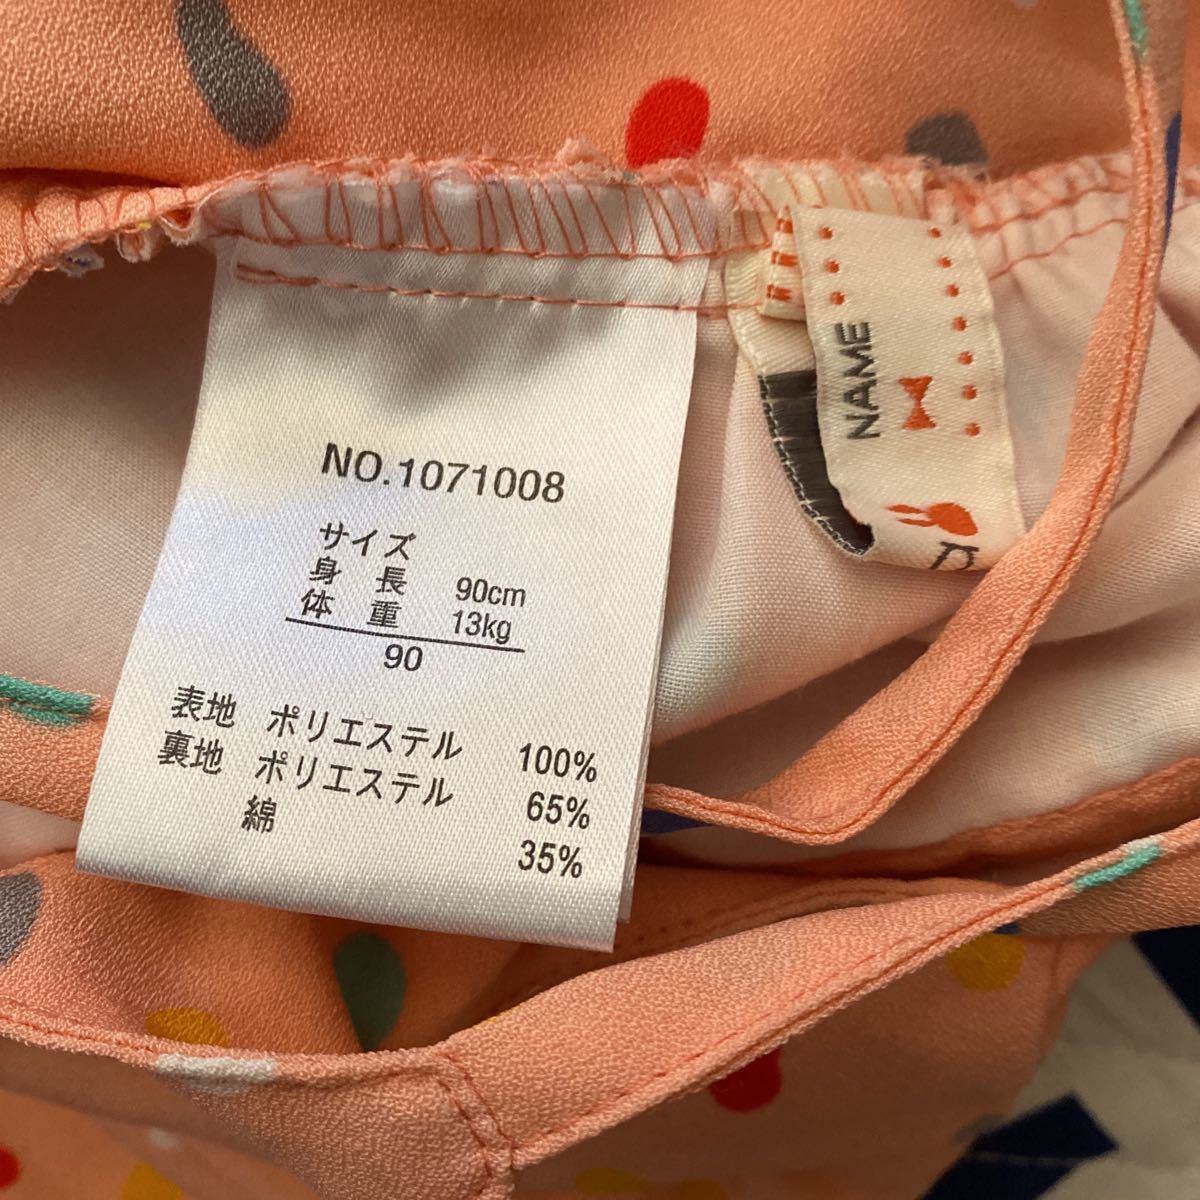 NO.1071008
サイズ
身 長 90cm
体 重 13kg
90
表地 ポリエステル 100%
裏地 ポリエステル 65%
綿 35%
NAME